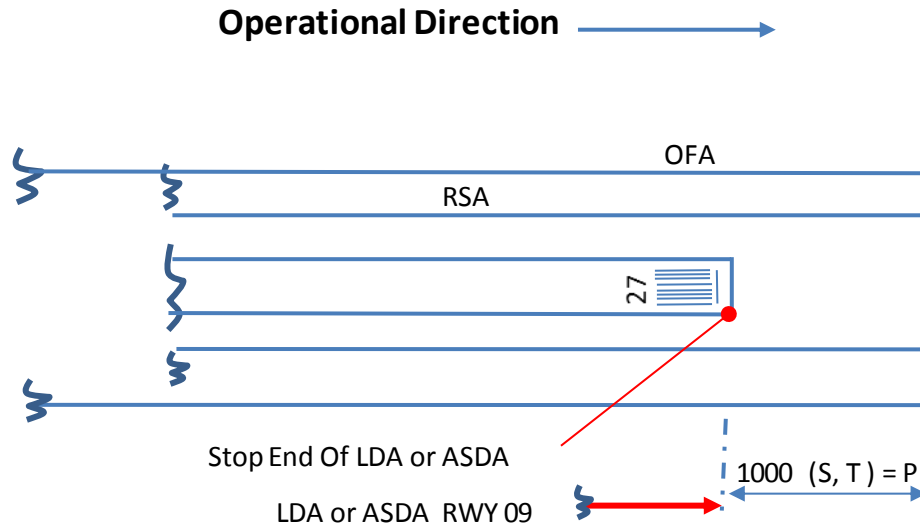 Operational Direction
OFA
RSA
27
Stop End Of LDA or ASDA
1000 (S, T ) = P
LDA or ASDA RWY 09